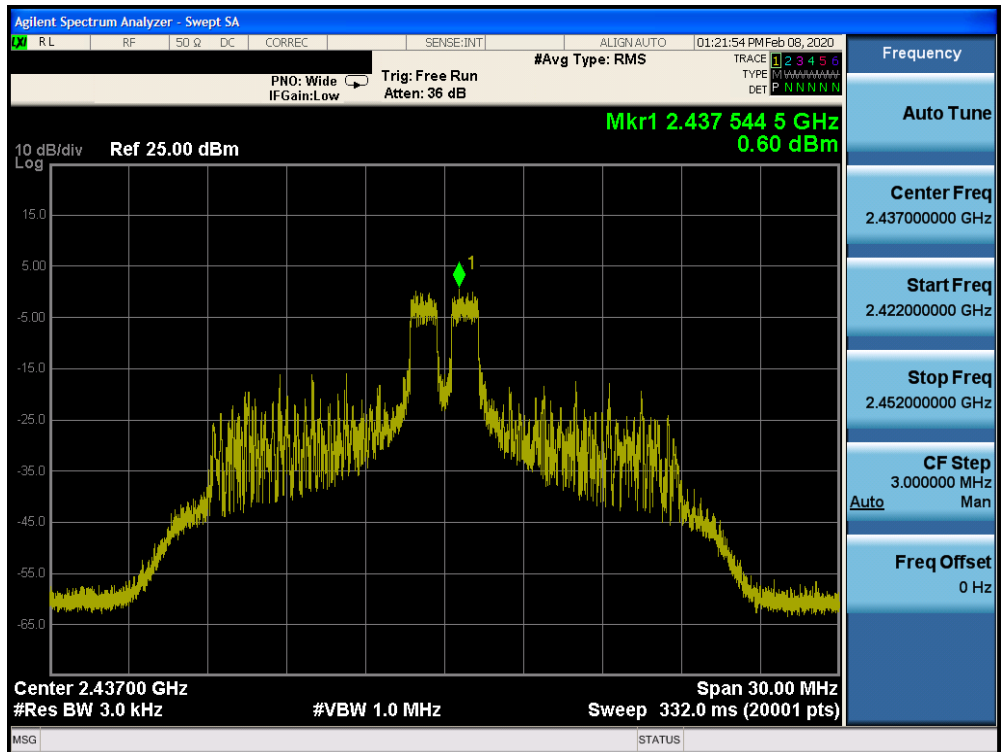 Agilent Spectrum Analyzer - Swept SA
LXI RL RF 50 Ω DC CORREC SENSE:INT ALIGN AUTO 01:21:54 PM Feb 08, 2020
#Avg Type: RMS TRACE 1 2 3 4 5 6
PNO: Wide Trig: Free Run TYPE M
IFGain:Low Atten: 36 dB DET P N N N N N
Mkr1 2.437 544 5 GHz
0.60 dBm
10 dB/div Ref 25.00 dBm
Log
15.0
5.00
1
-5.00
-15.0
-25.0
-35.0
-45.0
-55.0
-65.0
Center 2.43700 GHz Span 30.00 MHz
#Res BW 3.0 kHz #VBW 1.0 MHz Sweep 332.0 ms (20001 pts)
MSG STATUS
Frequency
Auto Tune
Center Freq
2.437000000 GHz
Start Freq
2.422000000 GHz
Stop Freq
2.452000000 GHz
CF Step
3.000000 MHz
Auto Man
Freq Offset
0 Hz